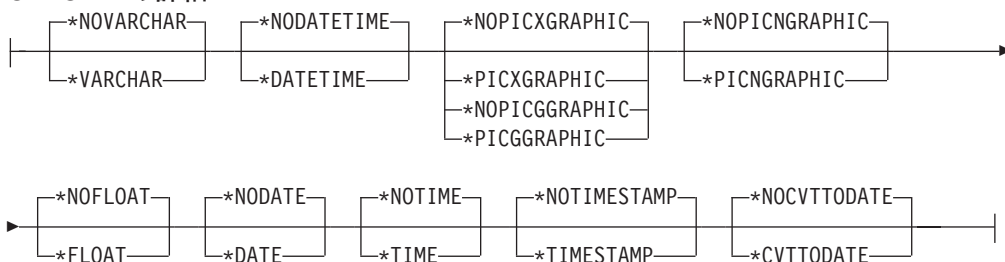 *NOVARCHAR *NODATETIME *NOPICXGRAPHIC *NOPICNGRAPHIC
*VARCHAR *DATETIME *PICXGRAPHIC *PICNGRAPHIC
*NOPICGGRAPHIC
*PICGGRAPHIC
*NOFLOAT *NODATE *NOTIME *NOTIMESTAMP *NOCVTTODATE
*FLOAT *DATE *TIME *TIMESTAMP *CVTTODATE